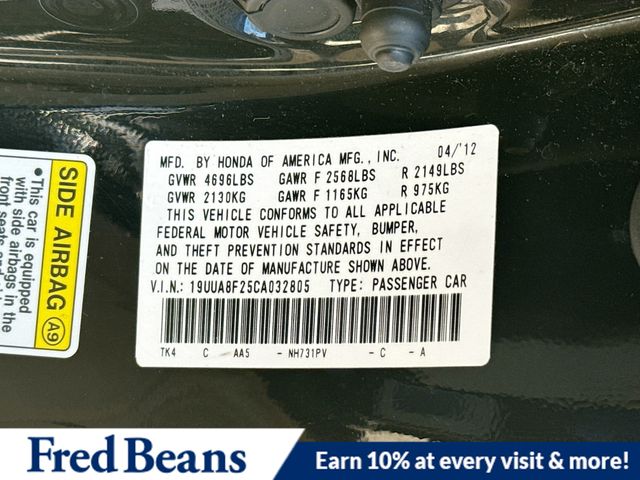 MFD. BY HONDA OF AMERICA MFG., INC. 04/'12
GVWR 4696LBS GAWR F 2568LBS R 2149LBS
GVWR 2130KG GAWR F 1165KG R 975KG
THIS VEHICLE CONFORMS TO ALL APPLICABLE
FEDERAL MOTOR VEHICLE SAFETY, BUMPER,
AND THEFT PREVENTION STANDARDS IN EFFECT
ON THE DATE OF MANUFACTURE SHOWN ABOVE.
V.I.N.: 19UUA8F25CA032805 TYPE: PASSENGER CAR
TK4 C AA5 - NH731PV - C - A
SIDE AIRBAG A9
•This car is equipped
with side airbags in the
Fred Beans
Earn 10% at every visit & more!